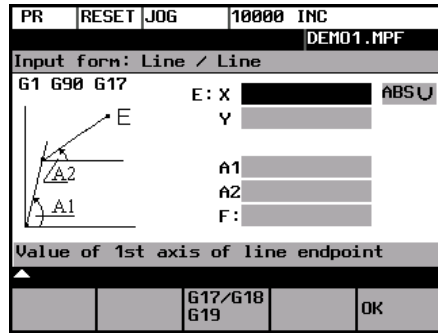 PR RESET JOG 10000 INC
DEMO1.MPF
Input form: Line / Line
G1 G90 G17
E: X ABS
Y
E
A2
A1
A1
A2
F:
Value of 1st axis of line endpoint
G17/G18
G19
OK